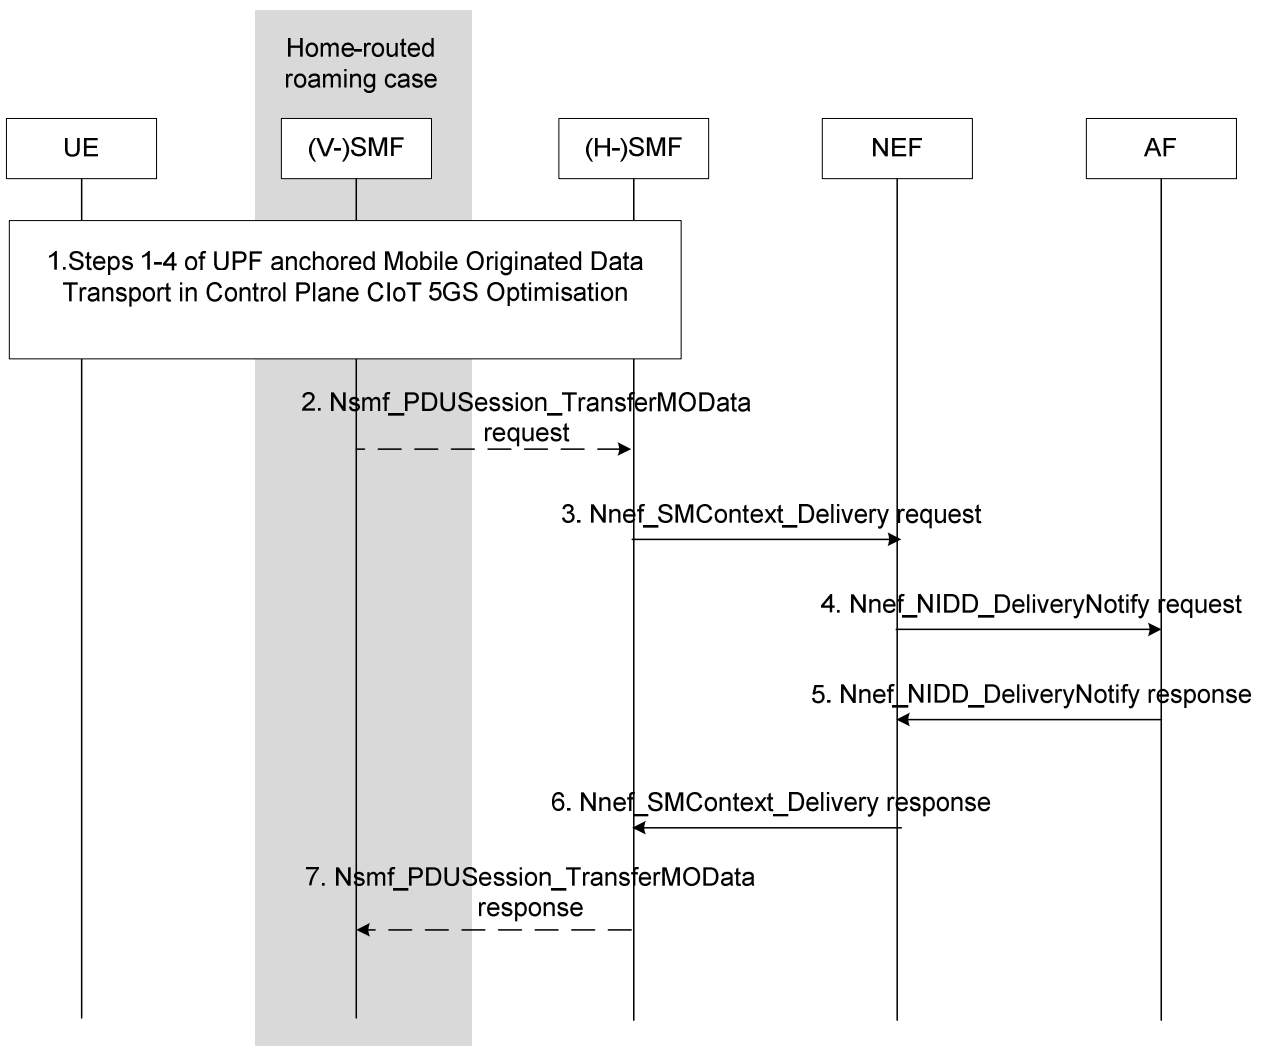 Home-routed
roaming case
UE
(V-)SMF
(H-)SMF
NEF
AF
1.Steps 1-4 of UPF anchored Mobile Originated Data
Transport in Control Plane CIoT 5GS Optimisation
2. Nsmf_PDUSession_TransferMOData
request
3. Nnef_SMContext_Delivery request
4. Nnef_NIDD_DeliveryNotify request
5. Nnef_NIDD_DeliveryNotify response
6. Nnef_SMContext_Delivery response
7. Nsmf_PDUSession_TransferMOData
response